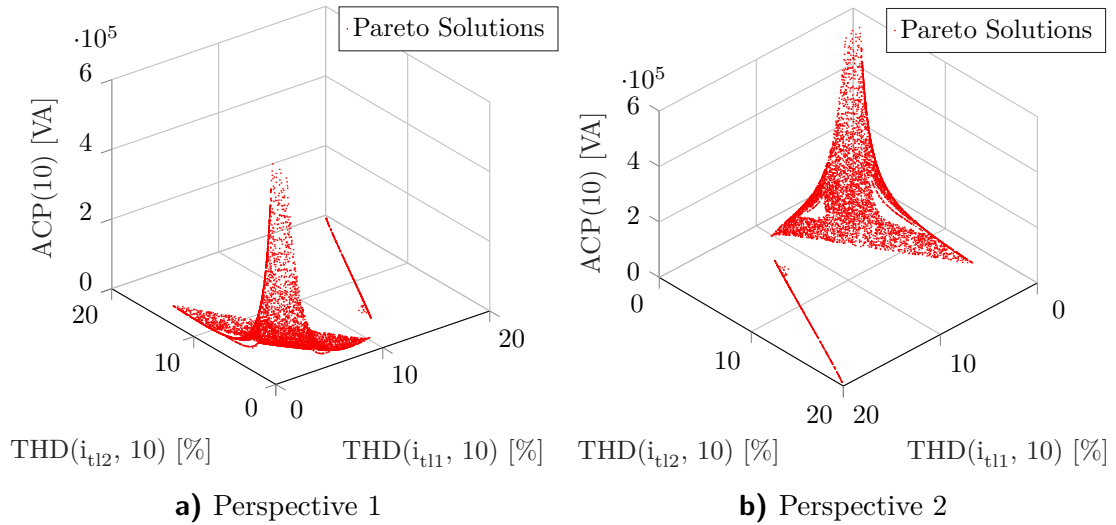 Pareto Solutions
·10⁵
6
4
2
0
20
10
0
0
10
20
ACP(10) [VA]
THD(i_tl2, 10) [%]
THD(i_tl1, 10) [%]
a) Perspective 1
Pareto Solutions
·10⁵
6
4
2
0
0
10
20
20
10
0
ACP(10) [VA]
THD(i_tl2, 10) [%]
THD(i_tl1, 10) [%]
b) Perspective 2